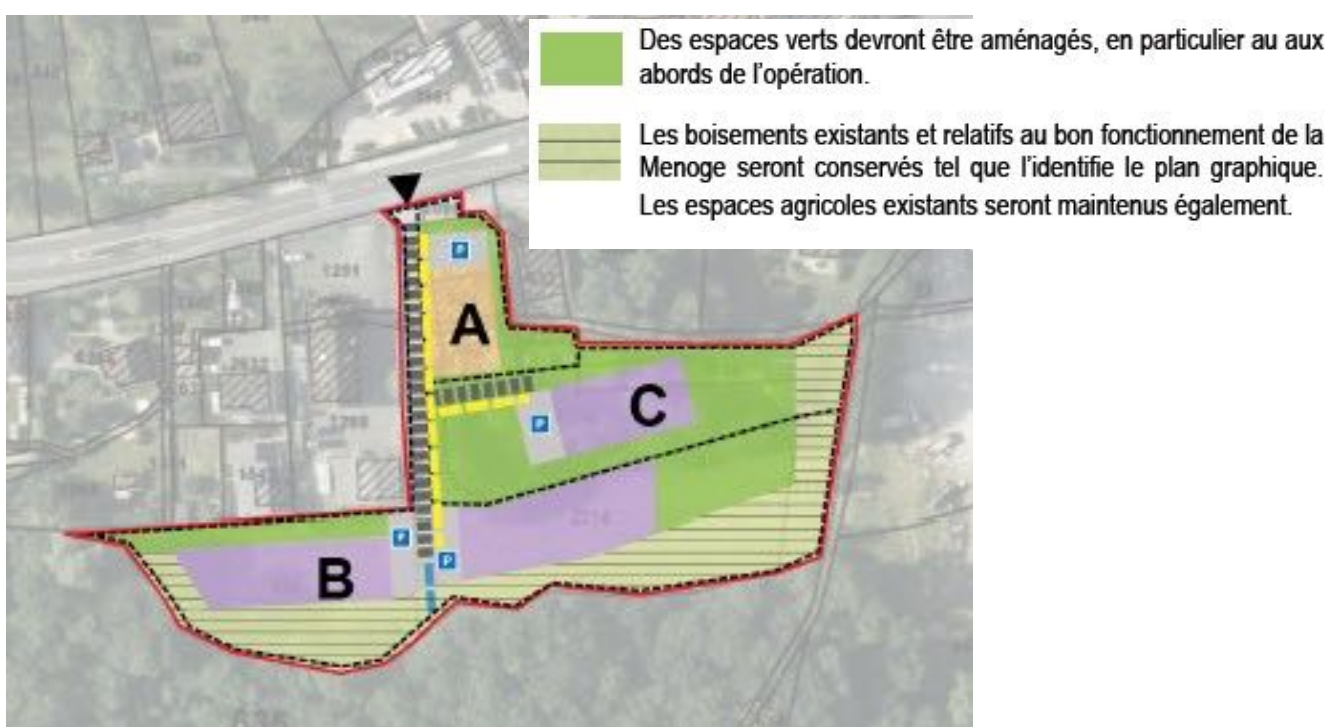 Des espaces verts devront être aménagés, en particulier au aux
abords de l'opération.
Les boisements existants et relatifs au bon fonctionnement de la
Menoge seront conservés tel que l'identifie le plan graphique.
Les espaces agricoles existants seront maintenus également.
1291
P
A
C
P
P
B
P